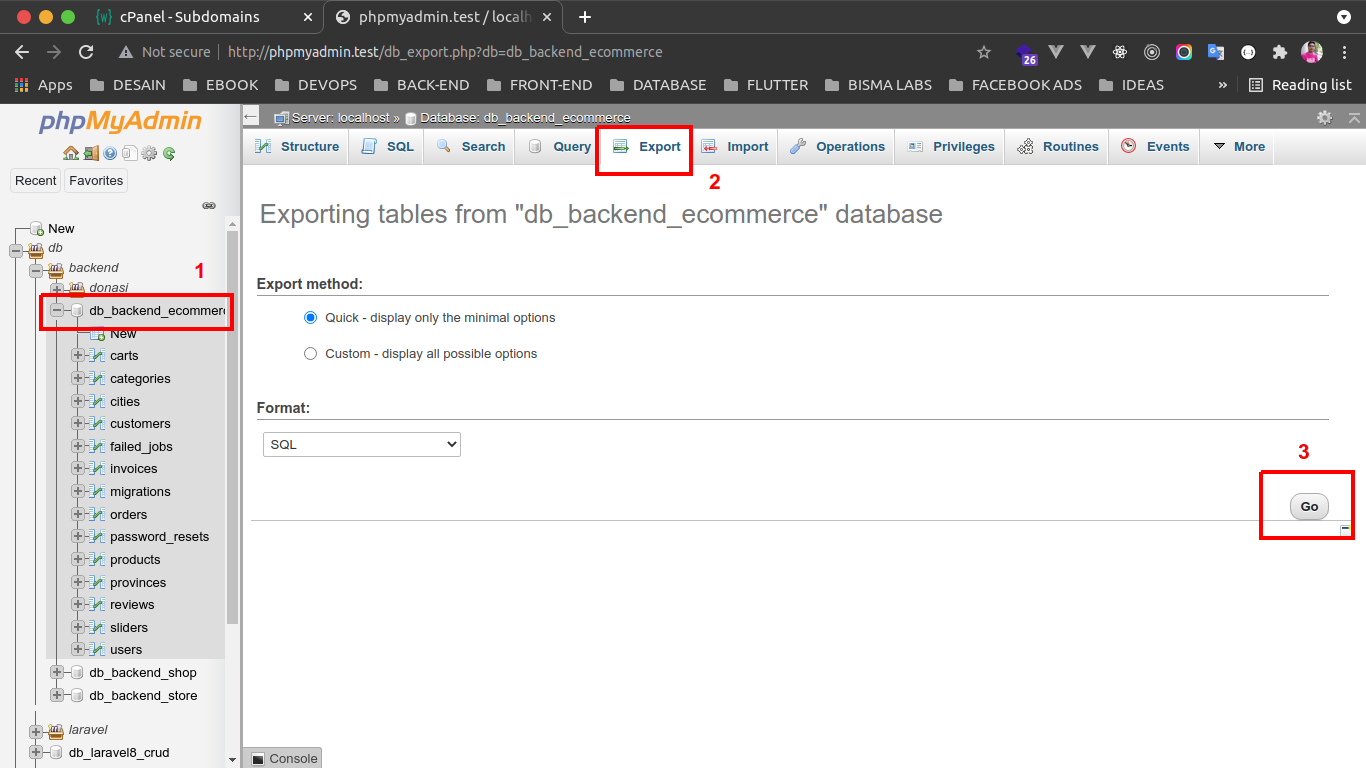 cPanel - Subdomains
phpmyadmin.test / localh
Not secure
http://phpmyadmin.test/db_export.php?db=db_backend_ecommerce
26
Apps
DESAIN
EBOOK
DEVOPS
BACK-END
FRONT-END
DATABASE
FLUTTER
BISMA LABS
FACEBOOK ADS
IDEAS
»
Reading list
phpMyAdmin
Recent
Favorites
New
db
backend
1
donasi
db_backend_ecommerc
New
carts
categories
cities
customers
failed_jobs
invoices
migrations
orders
password_resets
products
provinces
reviews
sliders
users
db_backend_shop
db_backend_store
laravel
db_laravel8_crud
Server: localhost » Database: db_backend_ecommerce
Structure
SQL
Search
Query
Export
Import
Operations
Privileges
Routines
Events
More
2
Exporting tables from "db_backend_ecommerce" database
Export method:
Quick - display only the minimal options
Custom - display all possible options
Format:
SQL
3
Go
Console